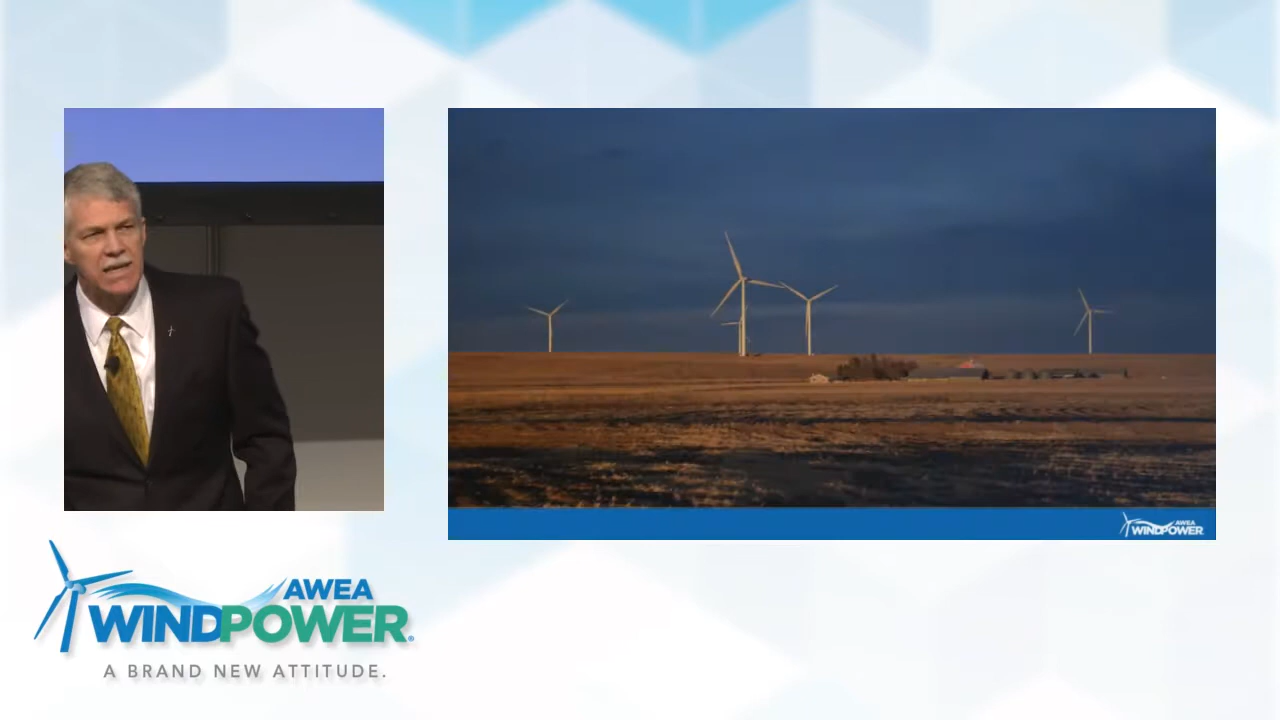 AWEA
WINDPOWER
AWEA
WINDPOWER®
A BRAND NEW ATTITUDE.